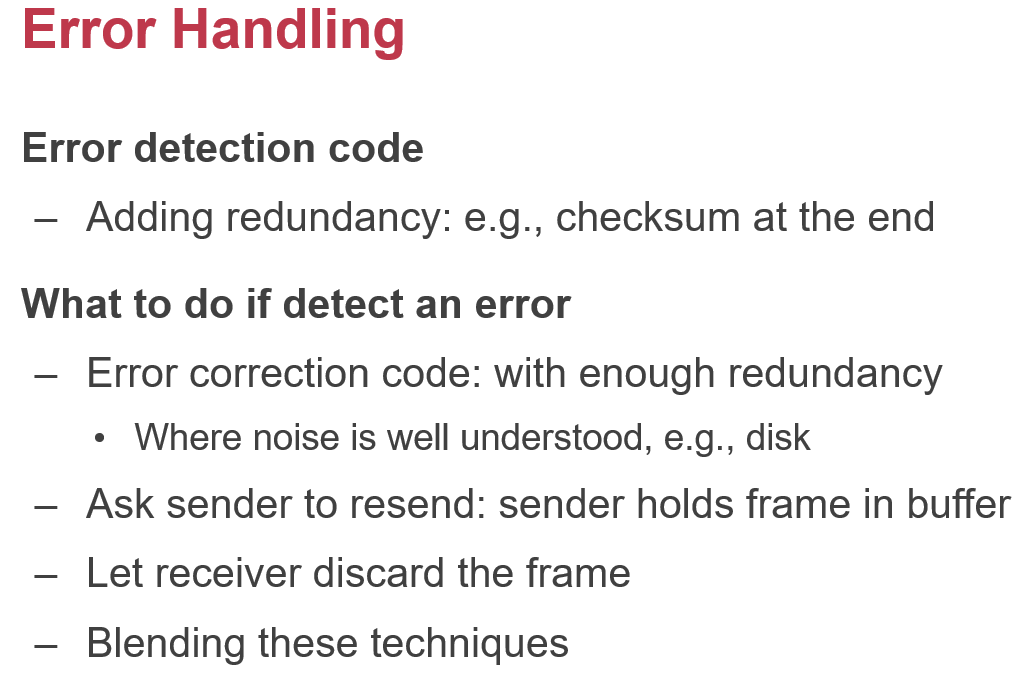 Error Handling
Error detection code
– Adding redundancy: e.g., checksum at the end
What to do if detect an error
– Error correction code: with enough redundancy
• Where noise is well understood, e.g., disk
– Ask sender to resend: sender holds frame in buffer
– Let receiver discard the frame
– Blending these techniques